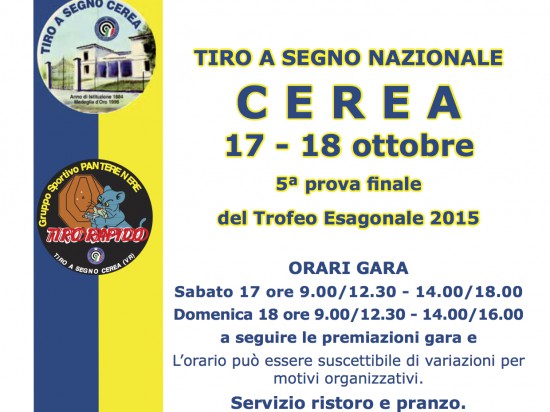 TIRO A SEGNO CEREA
Anno di istituzione 1884
Medaglia d'Oro 1998
Gruppo Sportivo PANTERE NERE
TIRO RAPIDO
TIRO A SEGNO CEREA (VR)
TIRO A SEGNO NAZIONALE
CEREA
17 - 18 ottobre
5ª prova finale
del Trofeo Esagonale 2015
ORARI GARA
Sabato 17 ore 9.00/12.30 - 14.00/18.00
Domenica 18 ore 9.00/12.30 - 14.00/16.00
a seguire le premiazioni gara e
L'orario può essere suscettibile di variazioni per
motivi organizzativi.
Servizio ristoro e pranzo.